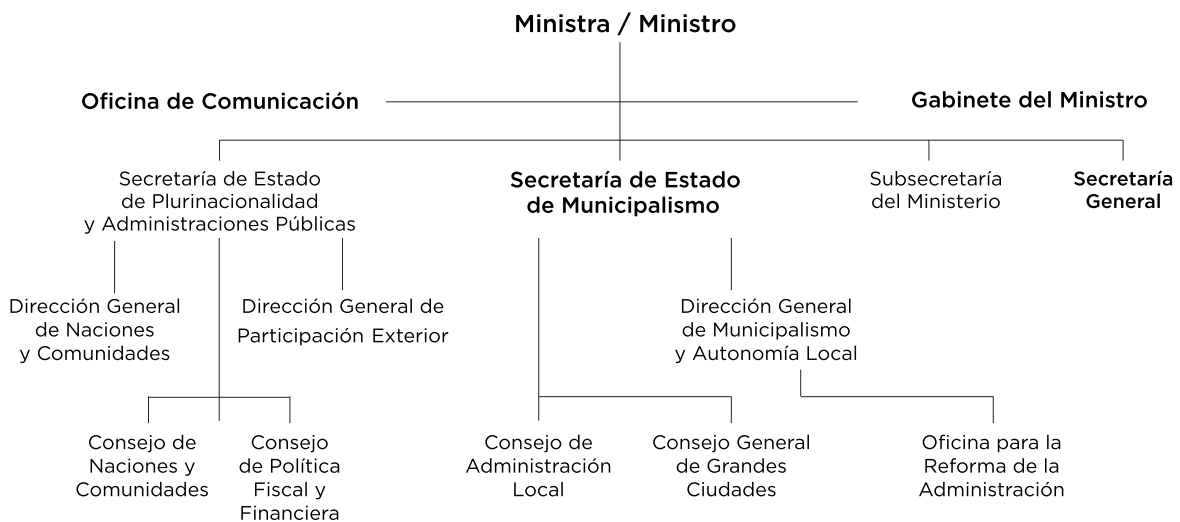 Ministra / Ministro
Oficina de Comunicación
Gabinete del Ministro
Secretaría de Estado
de Plurinacionalidad
y Administraciones Públicas
Secretaría de Estado
de Municipalismo
Subsecretaría
del Ministerio
Secretaría
General
Dirección General
de Naciones
y Comunidades
Dirección General de
Participación Exterior
Dirección General
de Municipalismo
y Autonomía Local
Consejo de
Naciones y
Comunidades
Consejo
de Política
Fiscal y
Financiera
Consejo de
Administración
Local
Consejo General
de Grandes
Ciudades
Oficina para la
Reforma de la
Administración